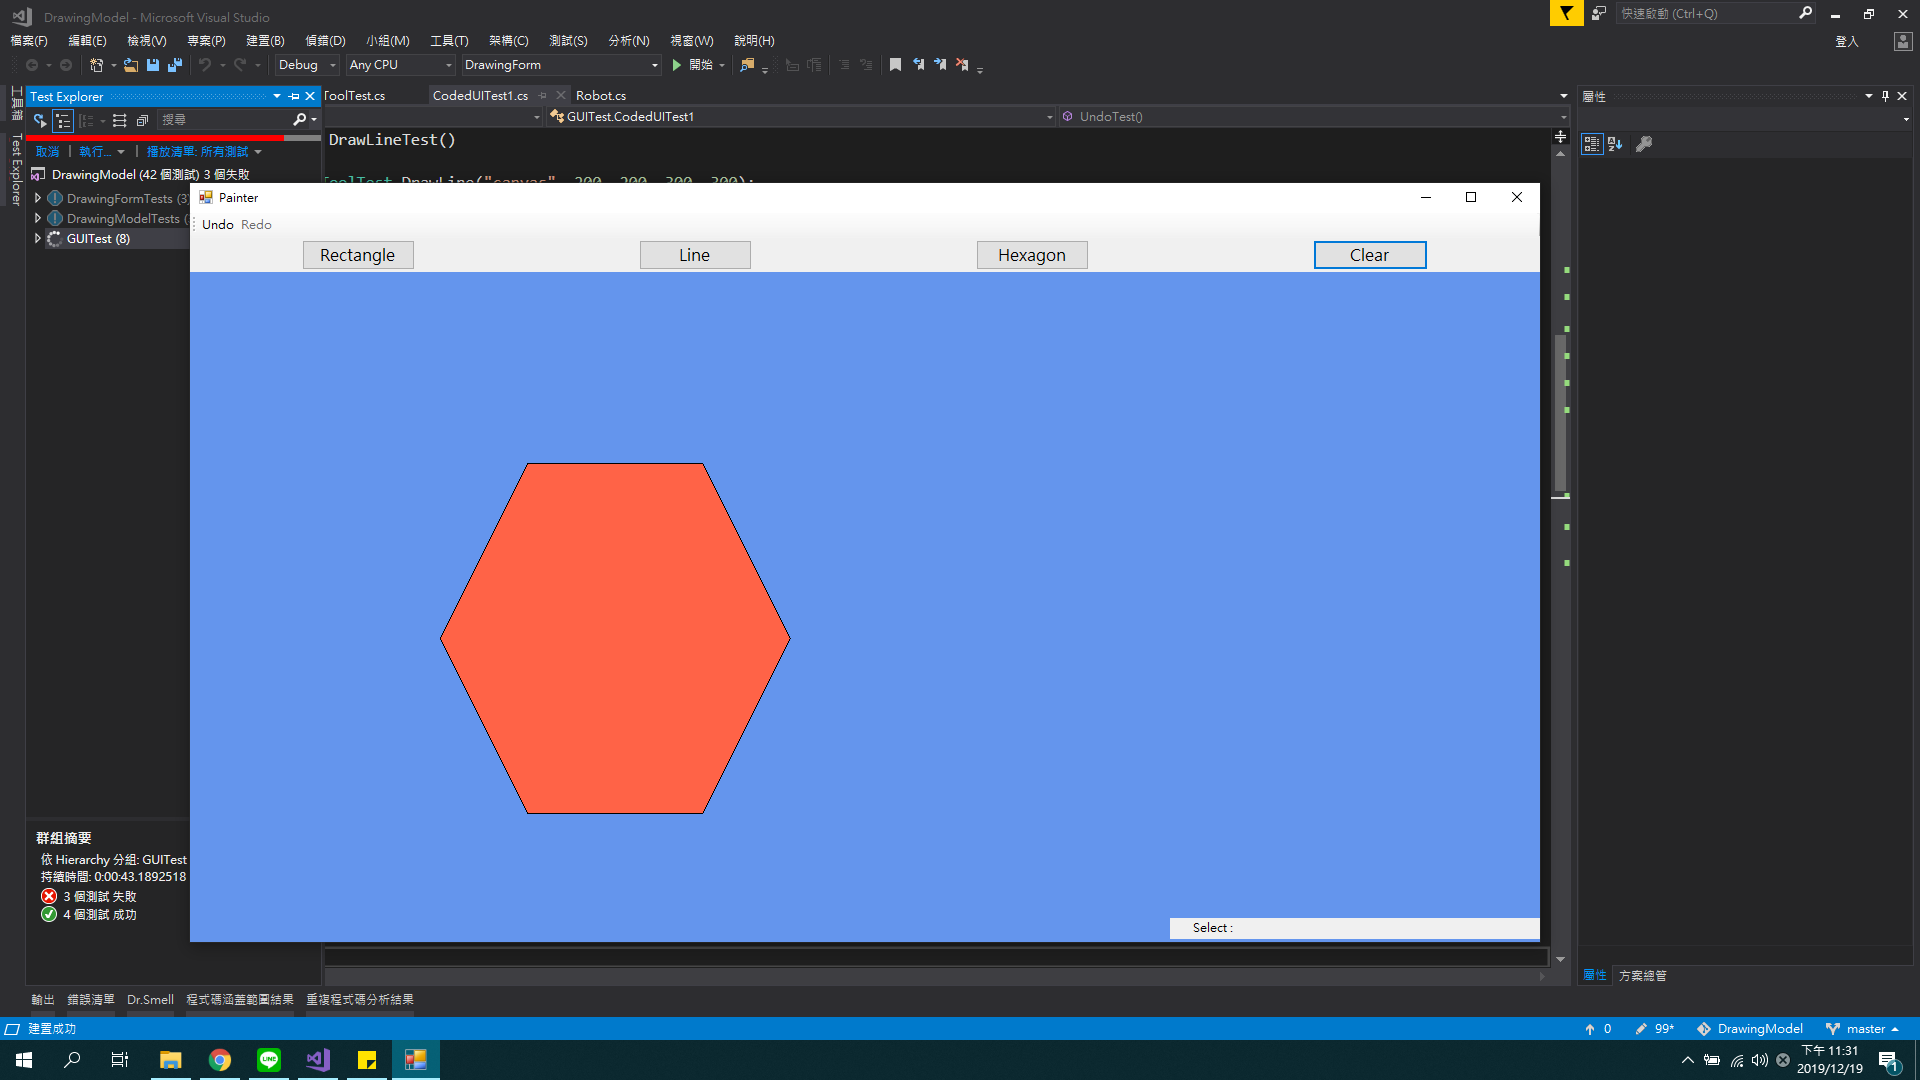 DrawingModel - Microsoft Visual Studio
快速啟動 (Ctrl+Q)
檔案(F) 編輯(E) 檢視(V) 專案(P) 建置(B) 偵錯(D) 小組(M) 工具(T) 架構(C) 測試(S) 分析(N) 視窗(W) 說明(H)
登入
Debug Any CPU DrawingForm 開始
工具箱
Test Explorer
Test Explorer
ToolTest.cs CodedUITest1.cs Robot.cs
屬性
搜尋
GUITest.CodedUITest1 UndoTest()
取消 執行... 播放清單: 所有測試
DrawLineTest()
DrawingModel (42 個測試) 3 個失敗
ToolTest.DrawLine("canvas", 200, 200, 300, 300);
DrawingFormTests (3)
DrawingModelTests
GUITest (8)
Painter
Undo Redo
Rectangle Line Hexagon Clear
Select :
群組摘要
依 Hierarchy 分組: GUITest
持續時間: 0:00:43.1892518
3 個測試 失敗
4 個測試 成功
屬性 方案總管
輸出 錯誤清單 Dr.Smell 程式碼涵蓋範圍結果 重複程式碼分析結果
建置成功
0 99* DrawingModel master
LINE
下午 11:31
2019/12/19
1